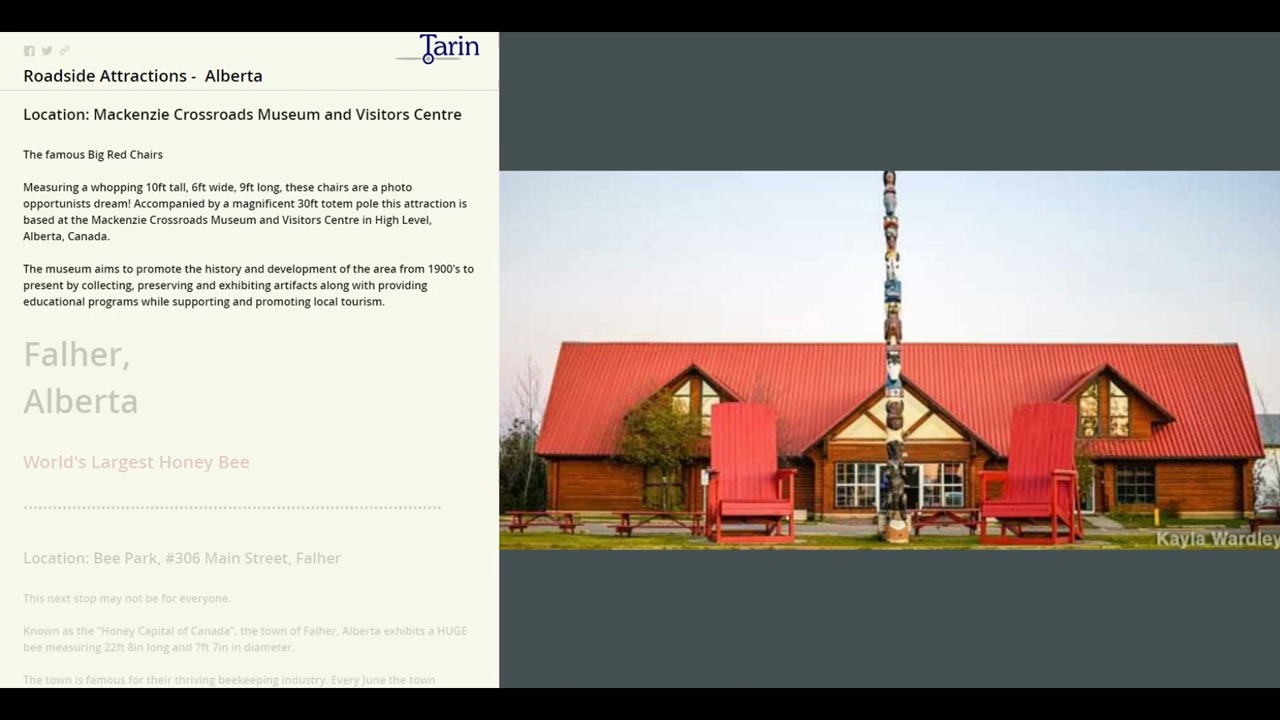 Tarin
Roadside Attractions - Alberta
Location: Mackenzie Crossroads Museum and Visitors Centre
The famous Big Red Chairs
Measuring a whopping 10ft tall, 6ft wide, 9ft long, these chairs are a photo
opportunists dream! Accompanied by a magnificent 30ft totem pole this attraction is
based at the Mackenzie Crossroads Museum and Visitors Centre in High Level,
Alberta, Canada.
The museum aims to promote the history and development of the area from 1900's to
present by collecting, preserving and exhibiting artifacts along with providing
educational programs while supporting and promoting local tourism.
Falher,
Alberta
World's Largest Honey Bee
Location: Bee Park, #306 Main Street, Falher
This next stop may not be for everyone.
Known as the "Honey Capital of Canada", the town of Falher, Alberta exhibits a HUGE
bee measuring 22ft 8in long and 7ft 7in in diameter.
The town is famous for their thriving beekeeping industry. Every June the town
Kayla Wardley